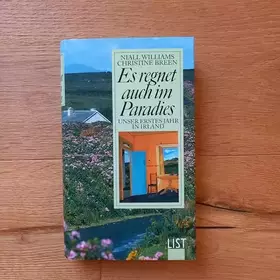 NIALL WILLIAMS
CHRISTINE BREEN
Es regnet
auch im
Paradies
UNSER ERSTES JAHR
IN IRLAND
LIST